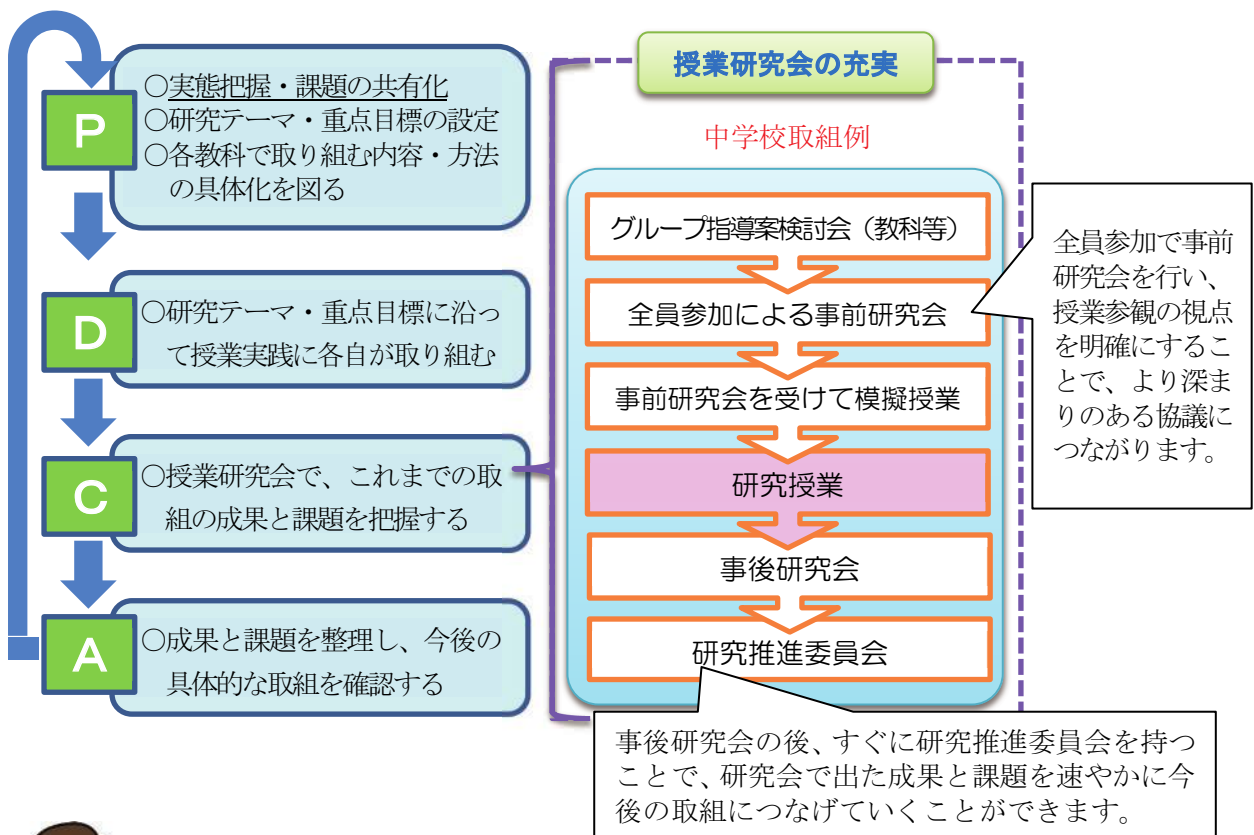 P
○実態把握・課題の共有化
○研究テーマ・重点目標の設定
○各教科で取り組む内容・方法
の具体化を図る
D
○研究テーマ・重点目標に沿っ
て授業実践に各自が取り組む
C
○授業研究会で、これまでの取
組の成果と課題を把握する
A
○成果と課題を整理し、今後の
具体的な取組を確認する
授業研究会の充実
中学校取組例
グループ指導案検討会（教科等）
全員参加による事前研究会
事前研究会を受けて模擬授業
研究授業
事後研究会
研究推進委員会
全員参加で事前
研究会を行い、
授業参観の視点
を明確にするこ
とで、より深ま
りのある協議に
つながります。
事後研究会の後、すぐに研究推進委員会を持つ
ことで、研究会で出た成果と課題を速やかに今
後の取組につなげていくことができます。